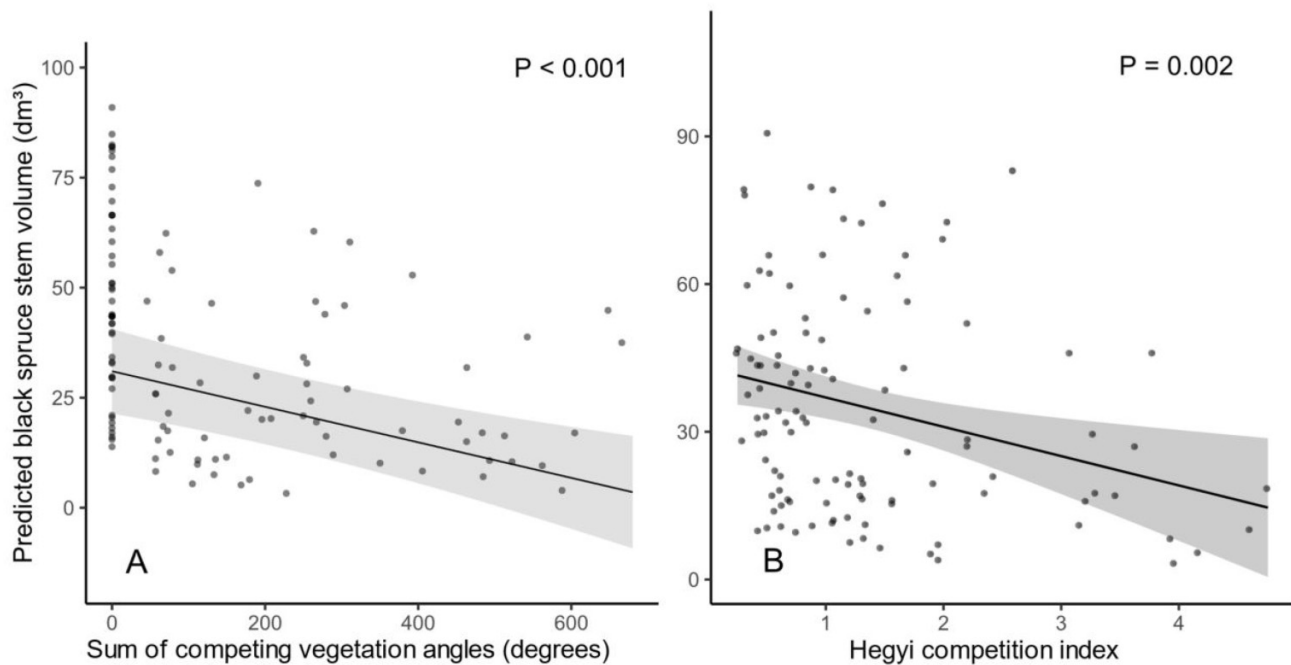 Predicted black spruce stem volume (dm³)
100
75
50
25
0
P < 0.001
A
0
200
400
600
Sum of competing vegetation angles (degrees)
90
60
30
0
P = 0.002
B
1
2
3
4
Hegyi competition index